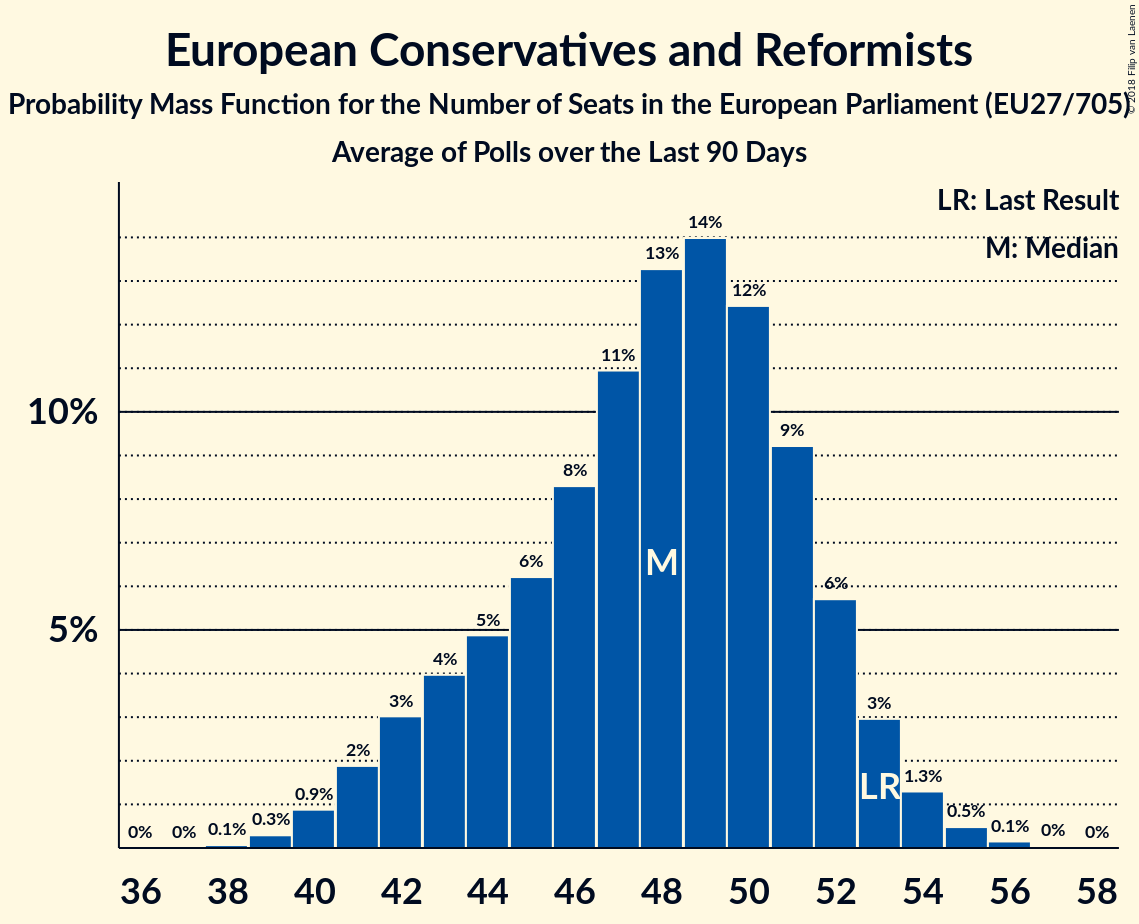 European Conservatives and Reformists
Probability Mass Function for the Number of Seats in the European Parliament (EU27/705)
Average of Polls over the Last 90 Days
© 2018 Filip van Laenen
LR: Last Result
M: Median
14%
13%
12%
11%
10%
9%
8%
M
6%
6%
5%
5%
4%
3%
3%
2%
LR
1.3%
0.9%
0.5%
0.3%
0.1%
0.1%
0%
0%
0%
0%
36 38 40 42 44 46 48 50 52 54 56 58